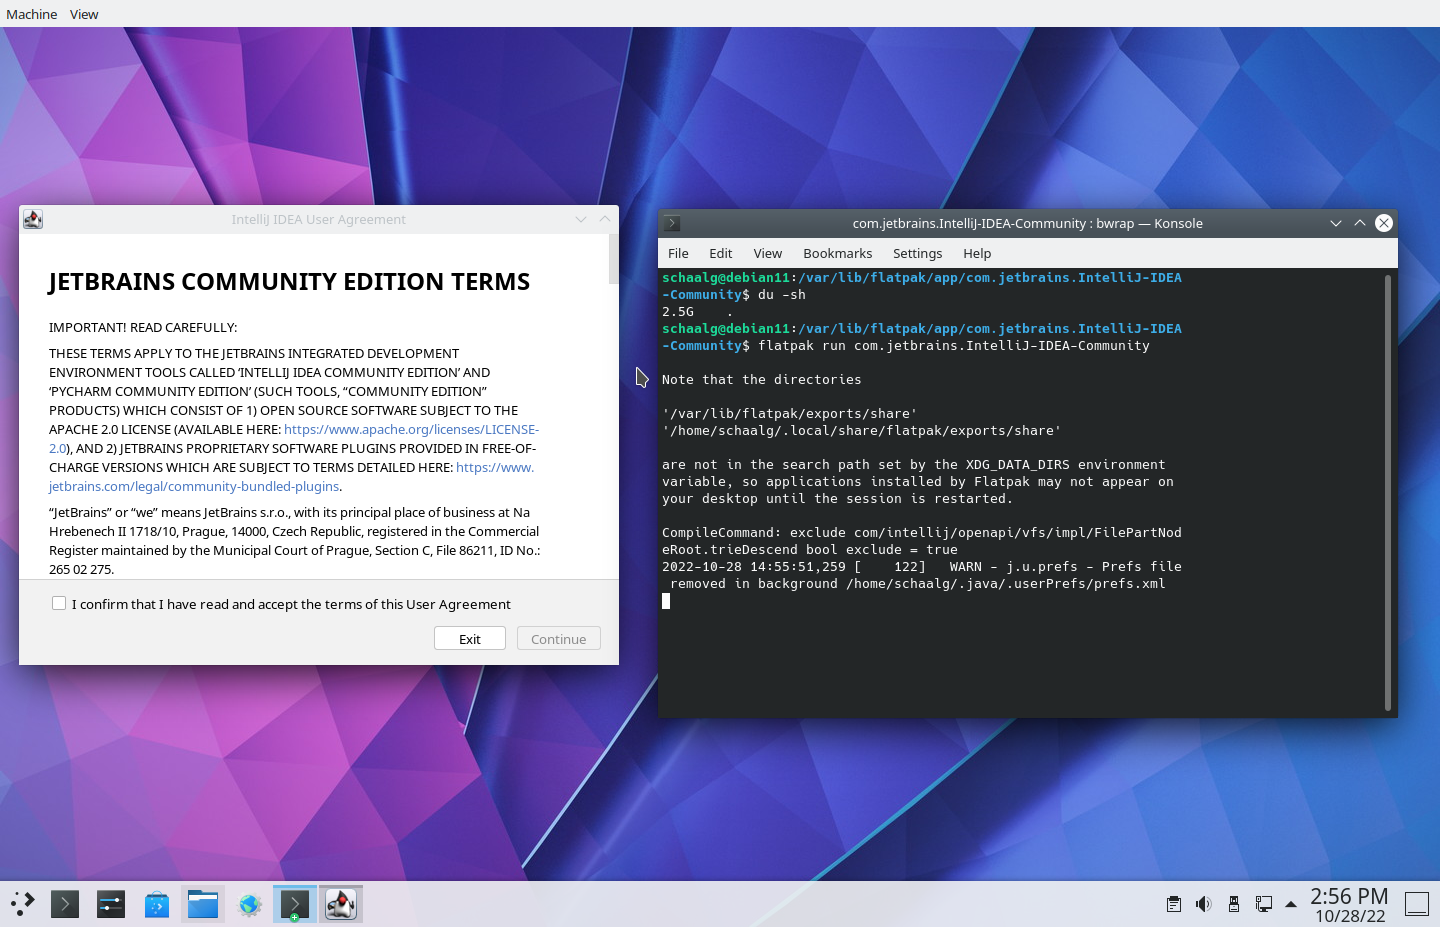 Machine View
IntelliJ IDEA User Agreement
JETBRAINS COMMUNITY EDITION TERMS
IMPORTANT! READ CAREFULLY:
THESE TERMS APPLY TO THE JETBRAINS INTEGRATED DEVELOPMENT
ENVIRONMENT TOOLS CALLED ‘INTELLIJ IDEA COMMUNITY EDITION’ AND
‘PYCHARM COMMUNITY EDITION’ (SUCH TOOLS, “COMMUNITY EDITION”
PRODUCTS) WHICH CONSIST OF 1) OPEN SOURCE SOFTWARE SUBJECT TO THE
APACHE 2.0 LICENSE (AVAILABLE HERE: https://www.apache.org/licenses/LICENSE-
2.0), AND 2) JETBRAINS PROPRIETARY SOFTWARE PLUGINS PROVIDED IN FREE-OF-
CHARGE VERSIONS WHICH ARE SUBJECT TO TERMS DETAILED HERE: https://www.
jetbrains.com/legal/community-bundled-plugins.
“JetBrains” or “we” means JetBrains s.r.o., with its principal place of business at Na
Hrebenech II 1718/10, Prague, 14000, Czech Republic, registered in the Commercial
Register maintained by the Municipal Court of Prague, Section C, File 86211, ID No.:
265 02 275.
I confirm that I have read and accept the terms of this User Agreement
Exit Continue
com.jetbrains.IntelliJ-IDEA-Community : bwrap — Konsole
File Edit View Bookmarks Settings Help
schaalg@debian11:/var/lib/flatpak/app/com.jetbrains.IntelliJ-IDEA
-Community$ du -sh
2.5G    .
schaalg@debian11:/var/lib/flatpak/app/com.jetbrains.IntelliJ-IDEA
-Community$ flatpak run com.jetbrains.IntelliJ-IDEA-Community
Note that the directories
'/var/lib/flatpak/exports/share'
'/home/schaalg/.local/share/flatpak/exports/share'
are not in the search path set by the XDG_DATA_DIRS environment
variable, so applications installed by Flatpak may not appear on
your desktop until the session is restarted.
CompileCommand: exclude com/intellij/openapi/vfs/impl/FilePartNod
eRoot.trieDescend bool exclude = true
2022-10-28 14:55:51,259 [    122]   WARN - j.u.prefs - Prefs file
 removed in background /home/schaalg/.java/.userPrefs/prefs.xml
2:56 PM
10/28/22